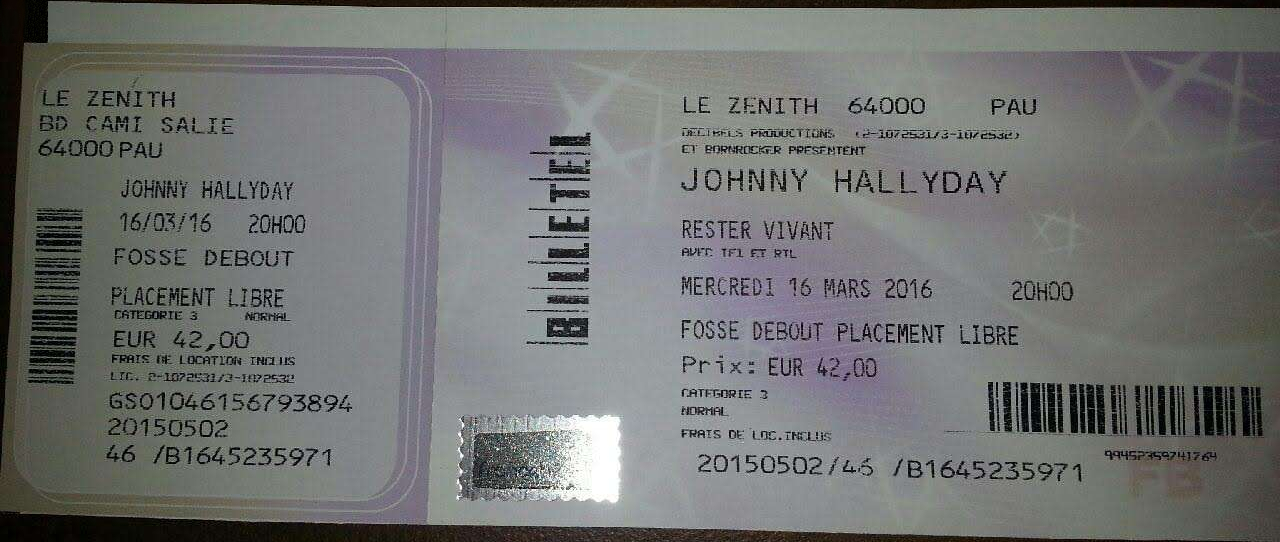 LE ZENITH
BD CAMI SALIE
64000 PAU
JOHNNY HALLYDAY
16/03/16 20H00
FOSSE DEBOUT
PLACEMENT LIBRE
CATEGORIE 3 NORMAL
EUR 42,00
FRAIS DE LOCATION INCLUS
LIC. 2-1072531/3-1072532
GS01046156793894
20150502
46 /B1645235971
BILLETEL
LE ZENITH 64000 PAU
DECIBELS PRODUCTIONS (2-1072531/3-1072532)
ET BORNROCKER PRESENTENT
JOHNNY HALLYDAY
RESTER VIVANT
AVEC TF1 ET RTL
MERCREDI 16 MARS 2016 20H00
FOSSE DEBOUT PLACEMENT LIBRE
Prix: EUR 42,00
CATEGORIE 3
NORMAL
FRAIS DE LOC.INCLUS
20150502/46 /B1645235971
99452359741764
FB